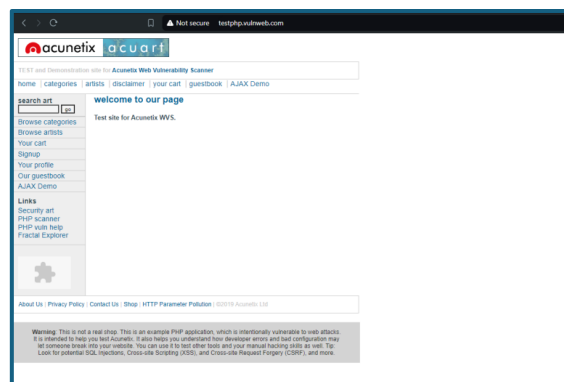 Not secure testphp.vulnweb.com
acunetix acuart
TEST and Demonstration site for Acunetix Web Vulnerability Scanner
home | categories | artists | disclaimer | your cart | guestbook | AJAX Demo
search art
go
Browse categories
Browse artists
Your cart
Signup
Your profile
Our guestbook
AJAX Demo
Links
Security art
PHP scanner
PHP vuln help
Fractal Explorer
welcome to our page
Test site for Acunetix WVS.
About Us | Privacy Policy | Contact Us | Shop | HTTP Parameter Pollution | ©2019 Acunetix Ltd
Warning: This is not a real shop. This is an example PHP application, which is intentionally vulnerable to web attacks.
It is intended to help you test Acunetix. It also helps you understand how developer errors and bad configuration may
let someone break into your website. You can use it to test other tools and your manual hacking skills as well. Tip:
Look for potential SQL Injections, Cross-site Scripting (XSS), and Cross-site Request Forgery (CSRF), and more.